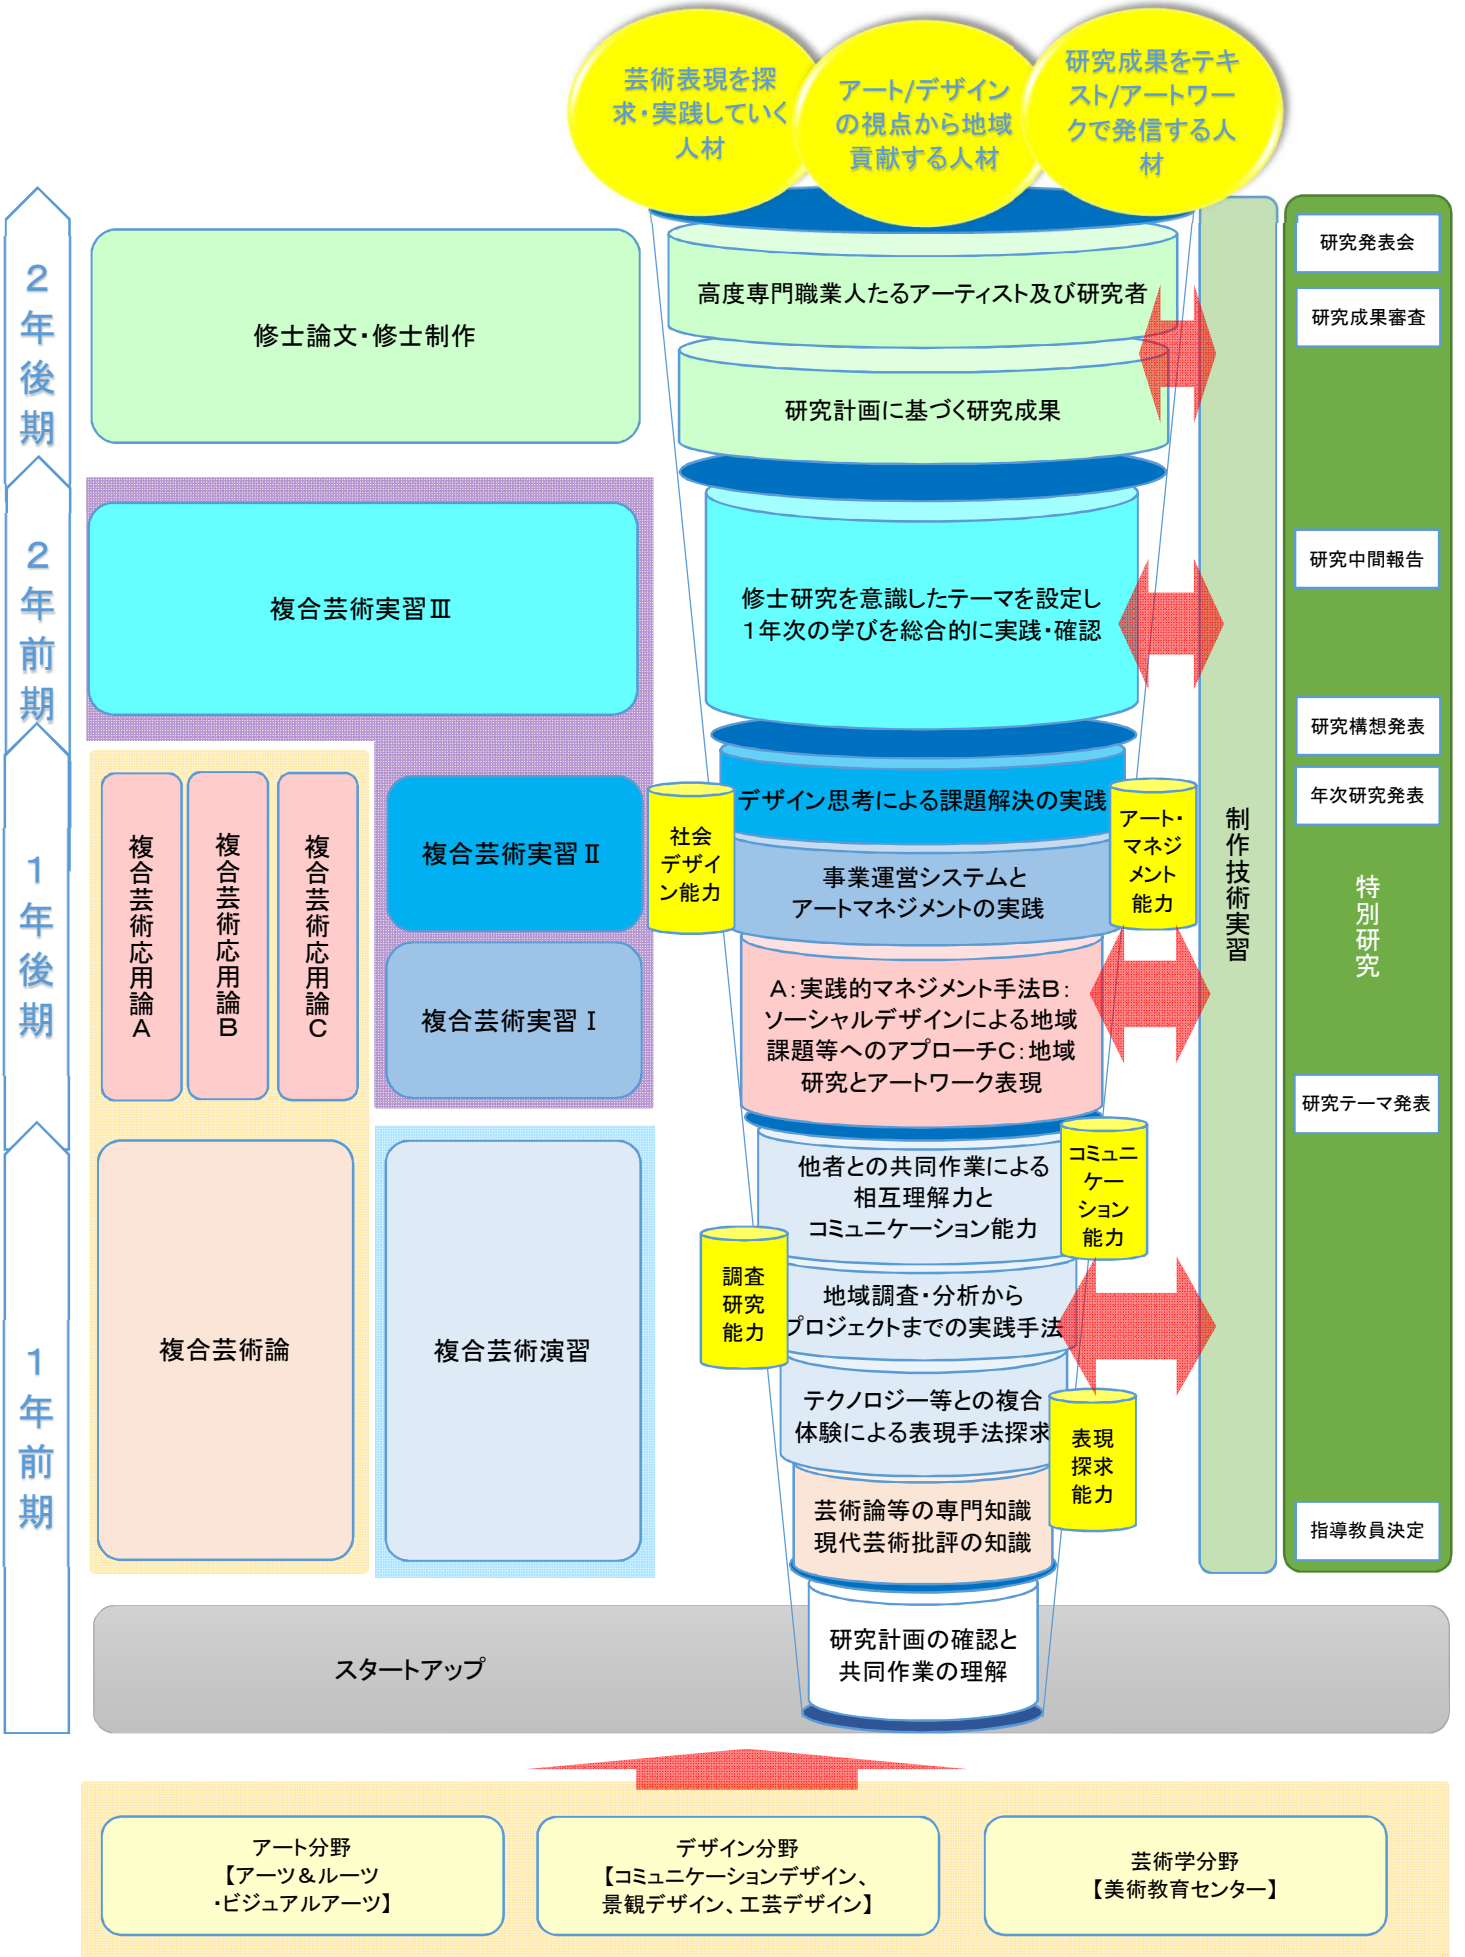 芸術表現を探
求・実践していく
人材
アート/デザイン
の視点から地域
貢献する人材
研究成果をテキ
スト/アートワー
クで発信する人
材
2年後期
修士論文・修士制作
高度専門職業人たるアーティスト及び研究者
研究計画に基づく研究成果
研究発表会
研究成果審査
2年前期
複合芸術実習Ⅲ
修士研究を意識したテーマを設定し
1年次の学びを総合的に実践・確認
研究中間報告
研究構想発表
年次研究発表
1年後期
複合芸術応用論A
複合芸術応用論B
複合芸術応用論C
複合芸術実習Ⅱ
複合芸術実習Ⅰ
社会
デザイ
ン能力
デザイン思考による課題解決の実践
事業運営システムと
アートマネジメントの実践
アート・
マネジ
メント
能力
A:実践的マネジメント手法B:
ソーシャルデザインによる地域
課題等へのアプローチC:地域
研究とアートワーク表現
制作技術実習
特別研究
研究テーマ発表
1年前期
複合芸術論
複合芸術演習
他者との共同作業による
相互理解力と
コミュニケーション能力
コミュニ
ケー
ション
能力
調査
研究
能力
地域調査・分析から
プロジェクトまでの実践手法
テクノロジー等との複合
体験による表現手法探求
表現
探求
能力
芸術論等の専門知識
現代芸術批評の知識
指導教員決定
スタートアップ
研究計画の確認と
共同作業の理解
アート分野
【アーツ&ルーツ
・ビジュアルアーツ】
デザイン分野
【コミュニケーションデザイン、
景観デザイン、工芸デザイン】
芸術学分野
【美術教育センター】